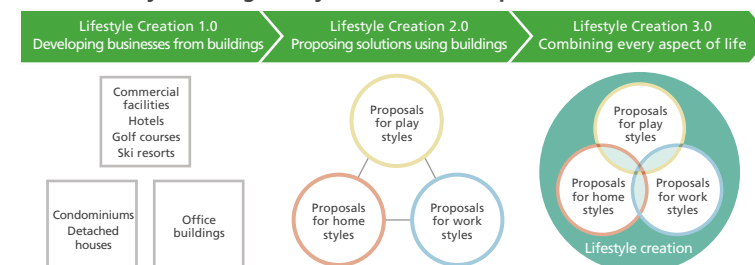 Lifestyle Creation 1.0
Developing businesses from buildings
Lifestyle Creation 2.0
Proposing solutions using buildings
Lifestyle Creation 3.0
Combining every aspect of life
Commercial
facilities
Hotels
Golf courses
Ski resorts
Condominiums
Detached
houses
Office
buildings
Proposals
for play
styles
Proposals
for home
styles
Proposals
for work
styles
Proposals
for play
styles
Proposals
for home
styles
Proposals
for work
styles
Lifestyle creation